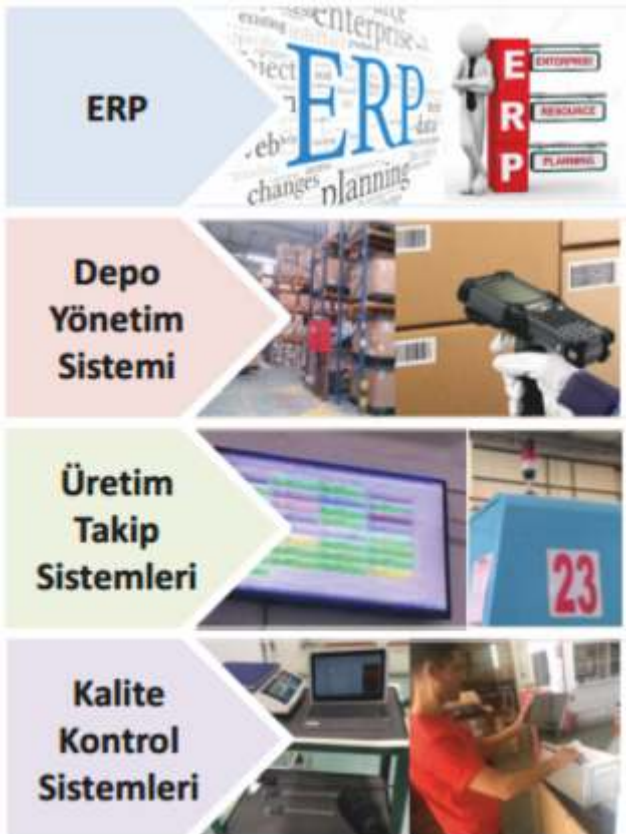 ERP
existing
enterprise
ERP
data
changes
planning
E
R
P
ENTERPRISE
RESOURCE
PLANNING
Depo
Yönetim
Sistemi
Üretim
Takip
Sistemleri
23
Kalite
Kontrol
Sistemleri